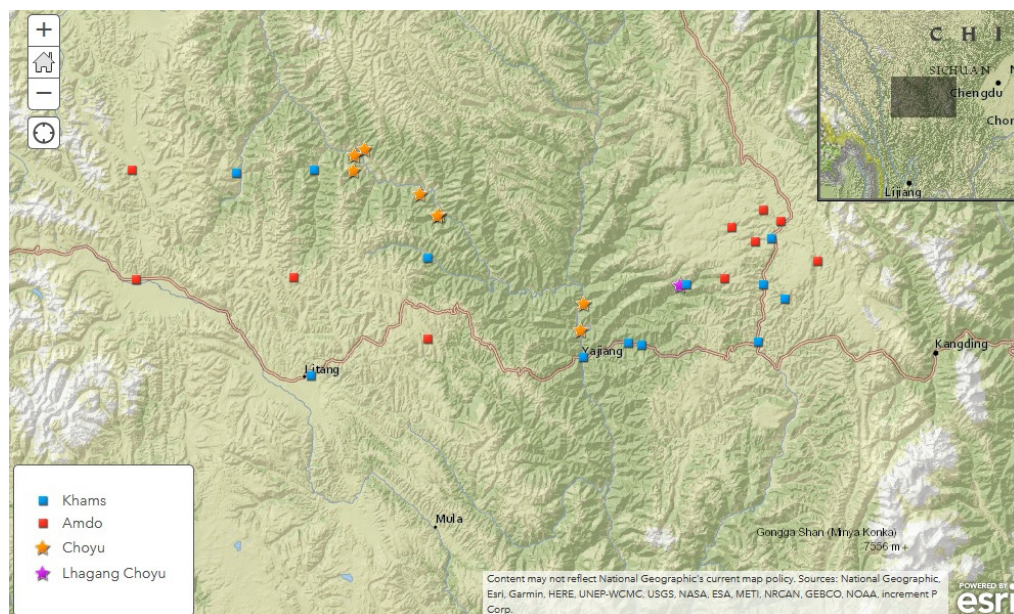 +
−
C H I
SICHUAN
N
Chengdu
Chon
Lijiang
Yajiang
Kangding
Litang
Mula
Gongga Shan (Minya Konka)
7556 m +
Khams
Amdo
Choyu
Lhagang Choyu
Content may not reflect National Geographic's current map policy. Sources: National Geographic,
Esri, Garmin, HERE, UNEP-WCMC, USGS, NASA, ESA, METI, NRCAN, GEBCO, NOAA, increment P
Corp.
POWERED BY
esri